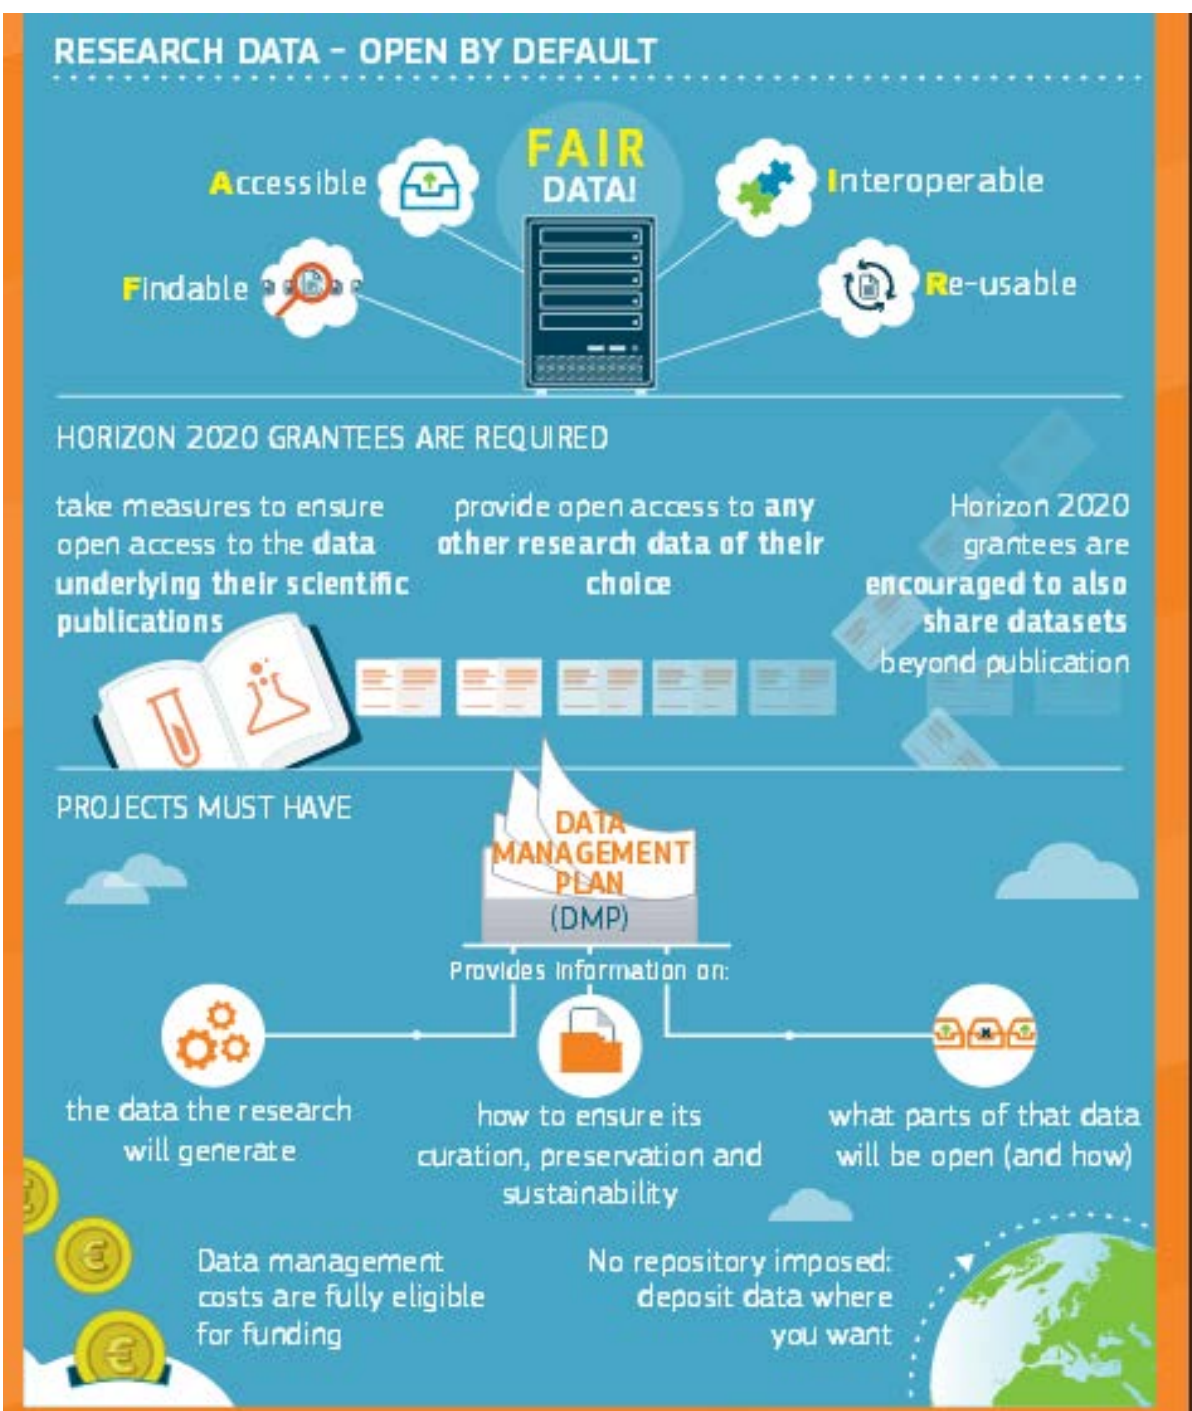 RESEARCH DATA – OPEN BY DEFAULT
FAIR
DATA!
Accessible
Findable
Interoperable
Re-usable
HORIZON 2020 GRANTEES ARE REQUIRED
take measures to ensure
open access to the data
underlying their scientific
publications
provide open access to any
other research data of their
choice
Horizon 2020
grantees are
encouraged to also
share datasets
beyond publication
PROJECTS MUST HAVE
DATA
MANAGEMENT
PLAN
(DMP)
Provides information on:
the data the research
will generate
how to ensure its
curation, preservation and
sustainability
what parts of that data
will be open (and how)
Data management
costs are fully eligible
for funding
No repository imposed:
deposit data where
you want
€
€